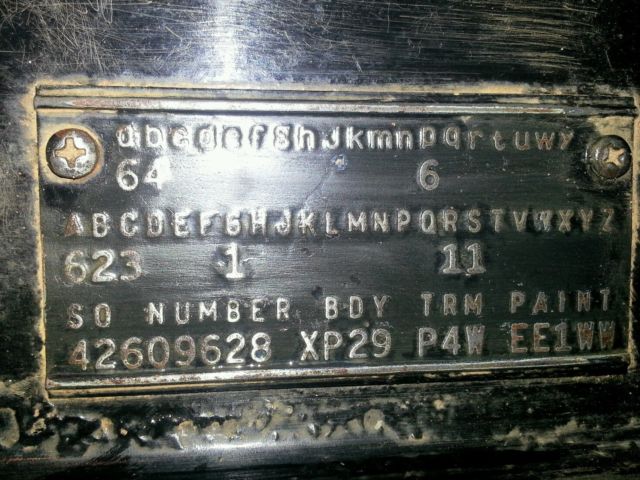 abcdefghJkmnpqrtuwy
64 6
ABCDEFGHJKLMNPQRSTVWXYZ
623 1 11
SO NUMBER BDY TRM PAINT
42609628 XP29 P4W EE1WW